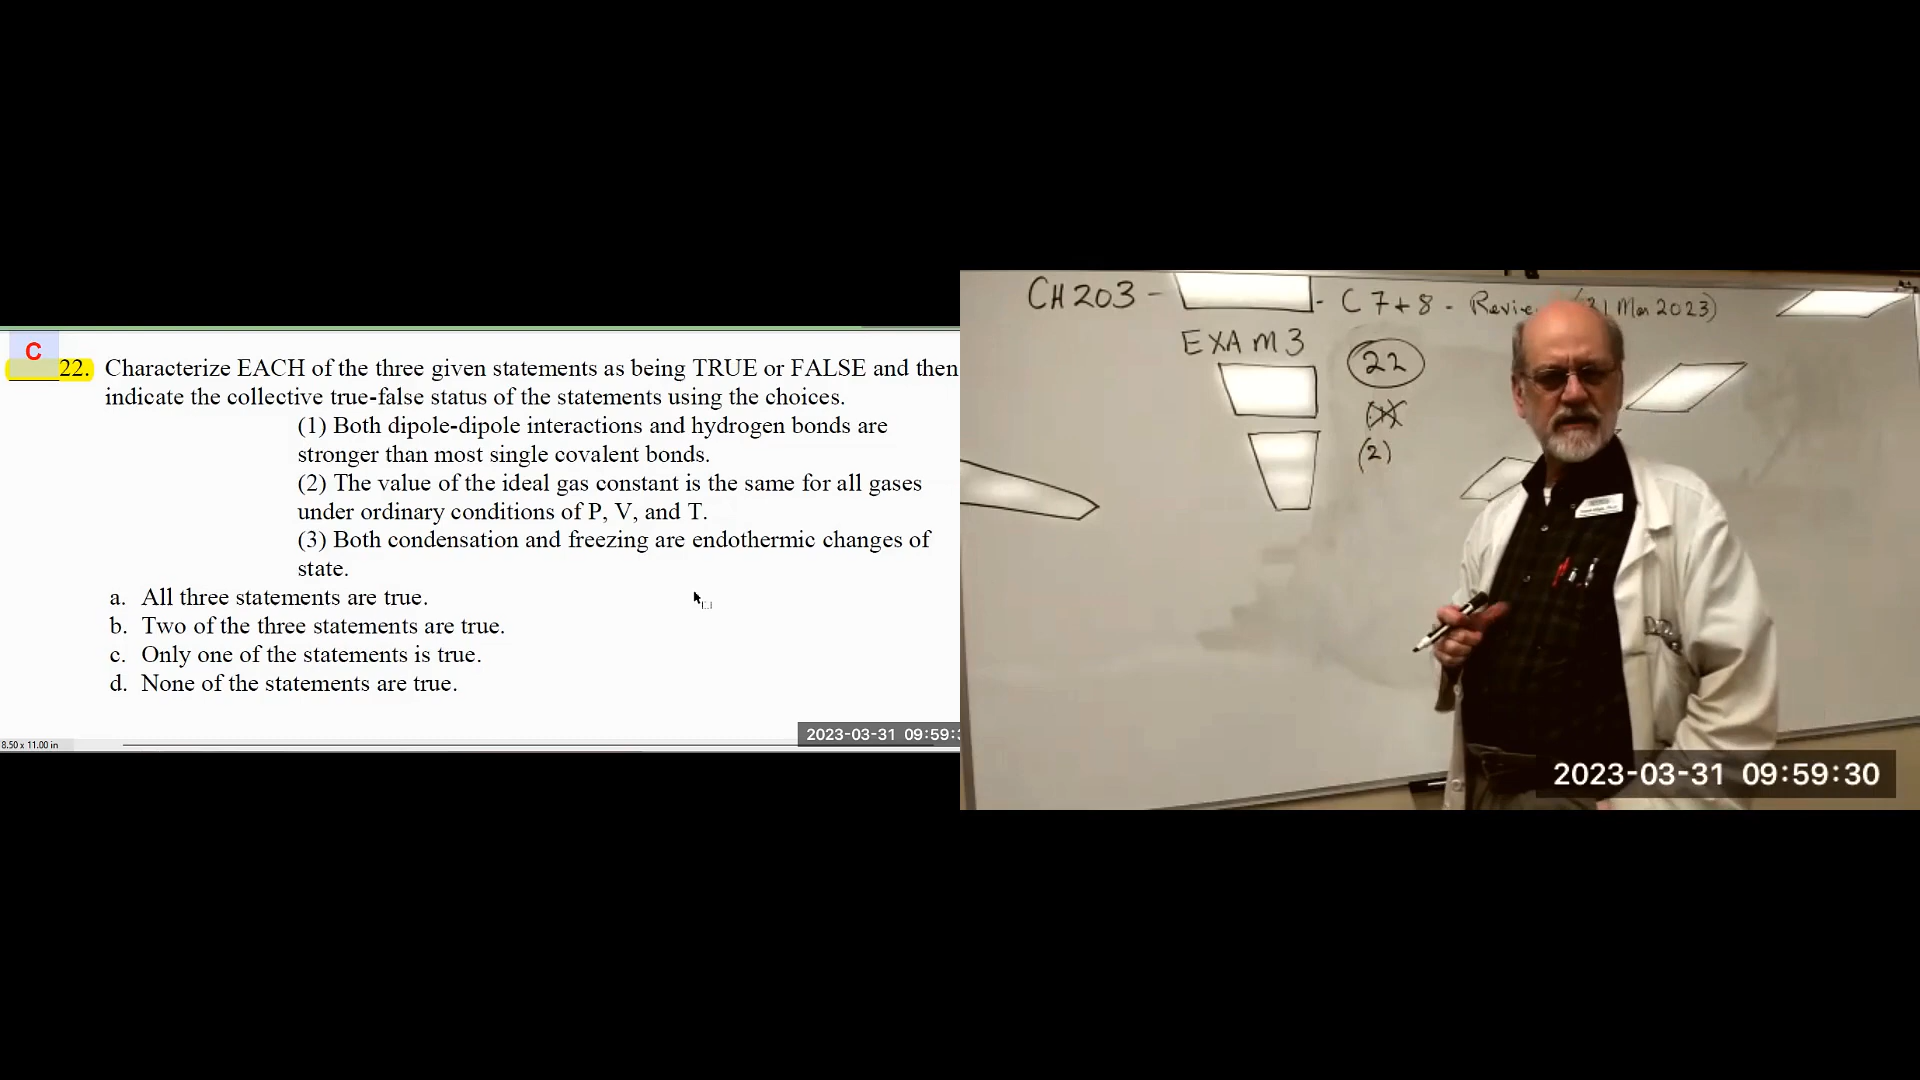 C
22. Characterize EACH of the three given statements as being TRUE or FALSE and then
indicate the collective true-false status of the statements using the choices.
(1) Both dipole-dipole interactions and hydrogen bonds are
stronger than most single covalent bonds.
(2) The value of the ideal gas constant is the same for all gases
under ordinary conditions of P, V, and T.
(3) Both condensation and freezing are endothermic changes of
state.
a. All three statements are true.
b. Two of the three statements are true.
c. Only one of the statements is true.
d. None of the statements are true.
2023-03-31 09:59:3
8.50 x 11.00 in
CH 203 - - C 7 + 8 - Revie 31 Mar 2023)
EXAM 3
22
(2)
2023-03-31 09:59:30